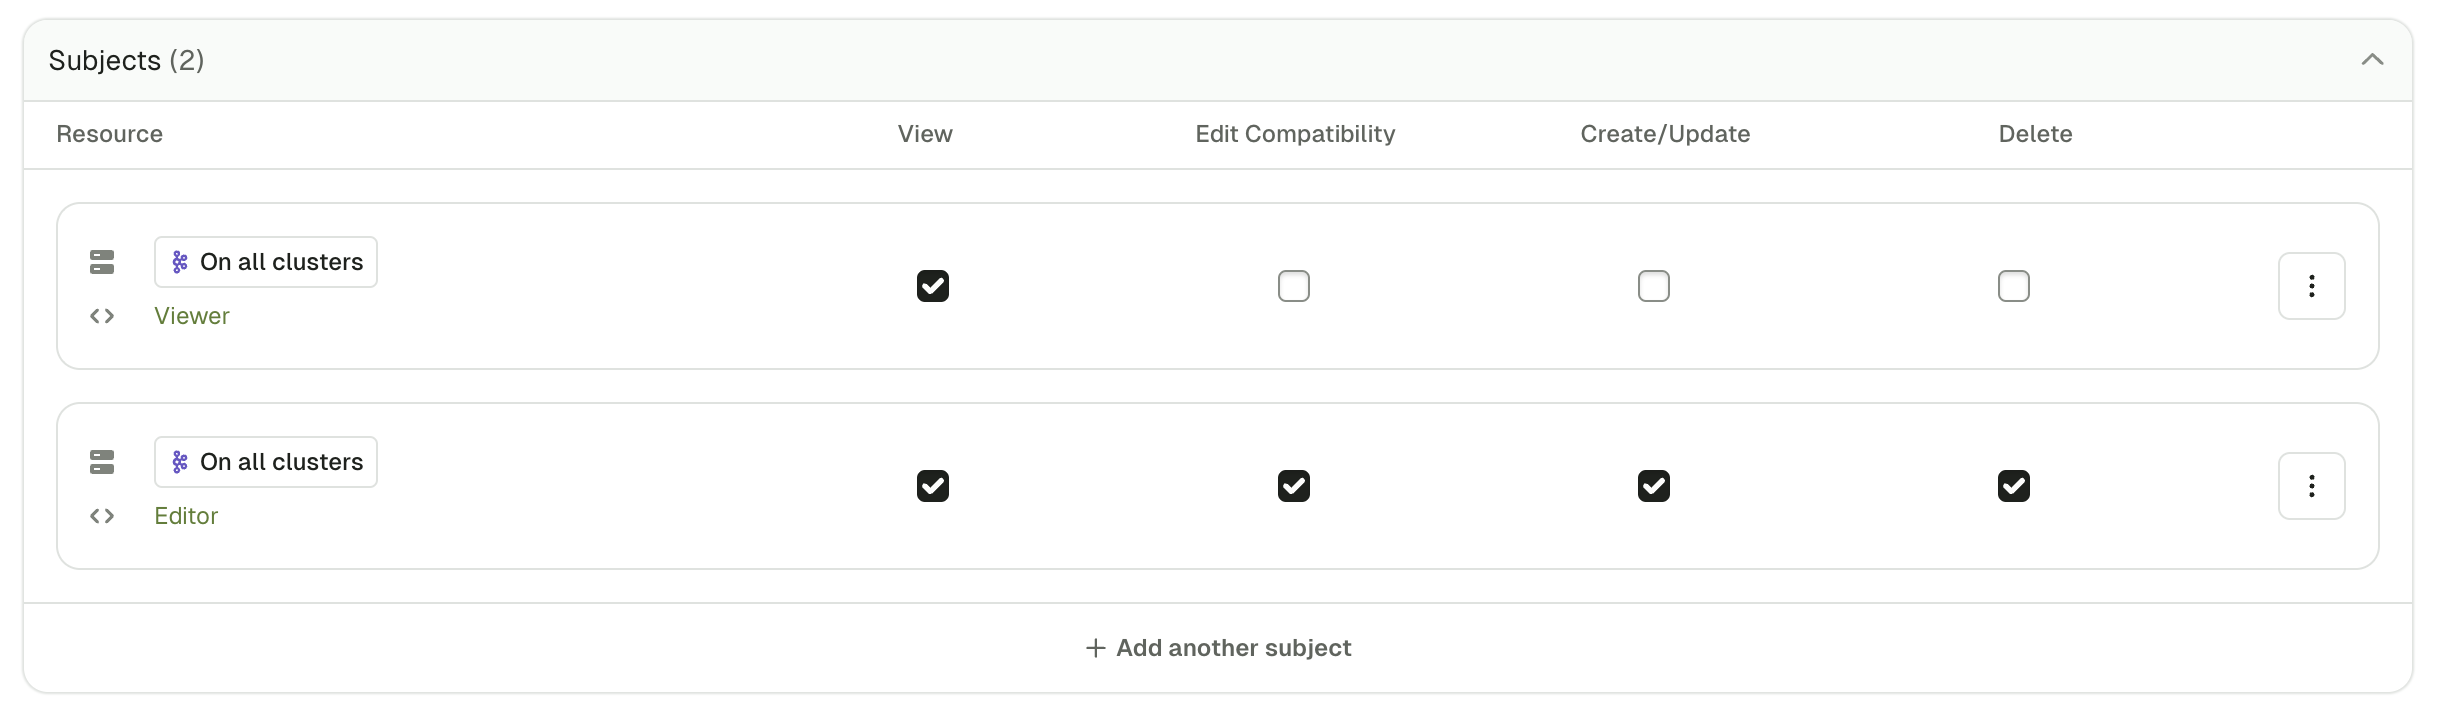 Subjects (2)
Resource View Edit Compatibility Create/Update Delete
On all clusters
Viewer
On all clusters
Editor
+ Add another subject